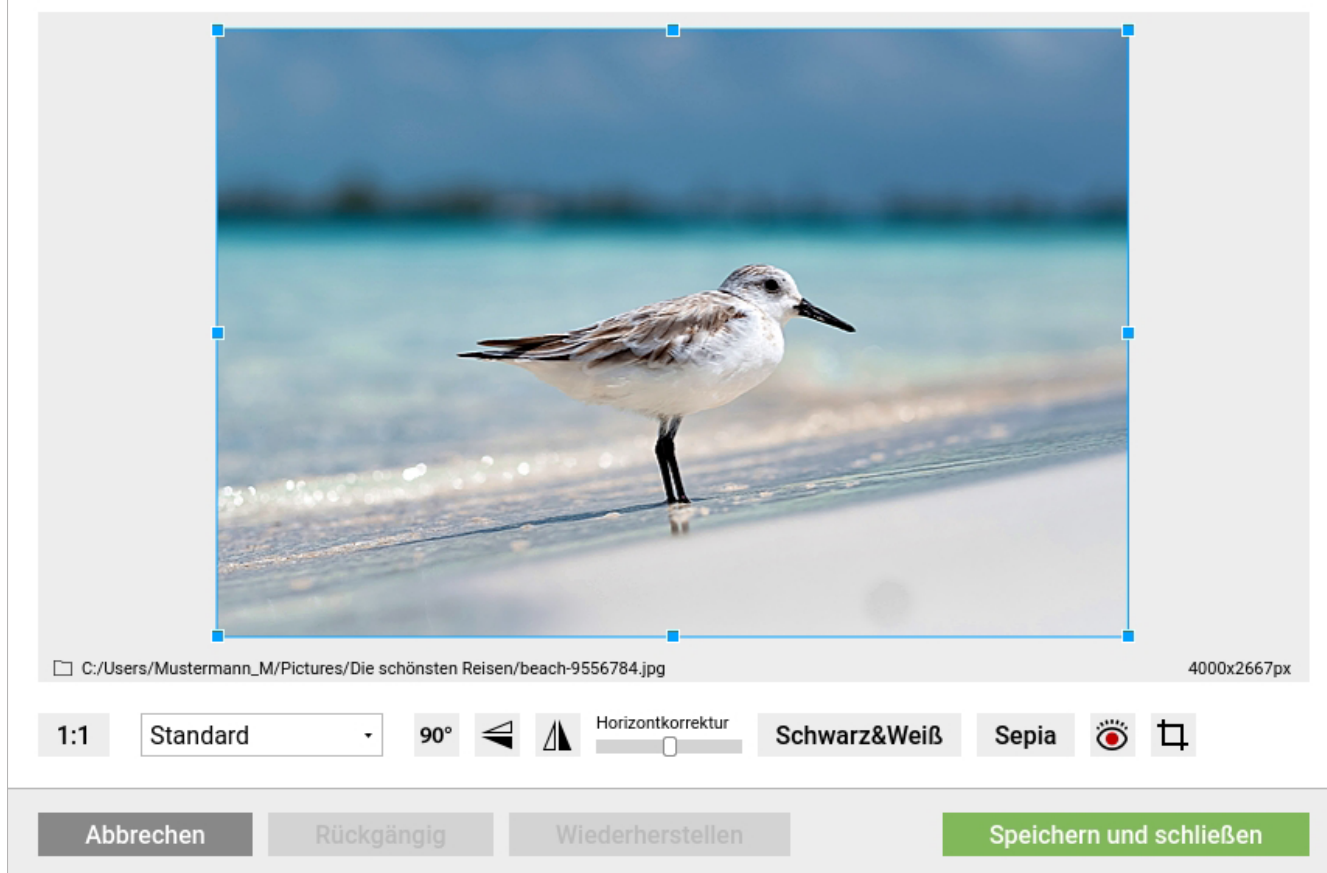 C:/Users/Mustermann_M/Pictures/Die schönsten Reisen/beach-9556784.jpg 4000x2667px
1:1 Standard 90° Horizontkorrektur Schwarz&Weiß Sepia
Abbrechen Rückgängig Wiederherstellen Speichern und schließen